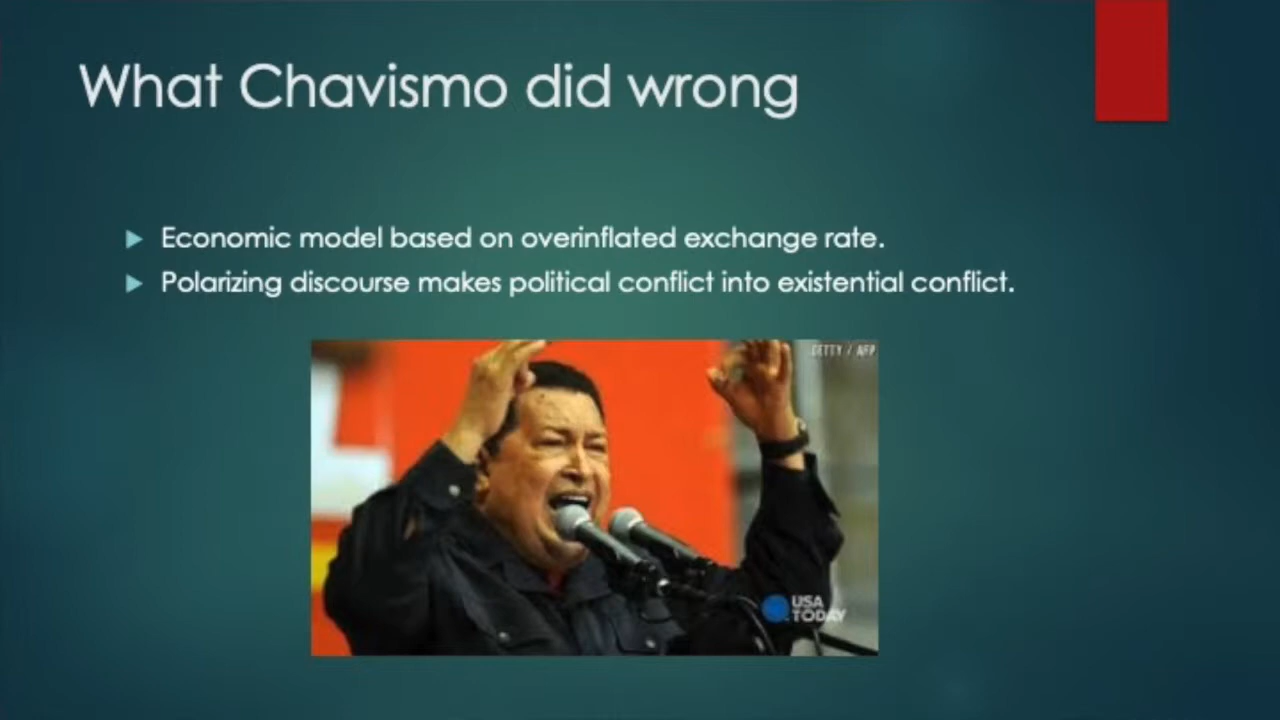 What Chavismo did wrong
Economic model based on overinflated exchange rate.
Polarizing discourse makes political conflict into existential conflict.
GETTY / AFP
USA
TODAY